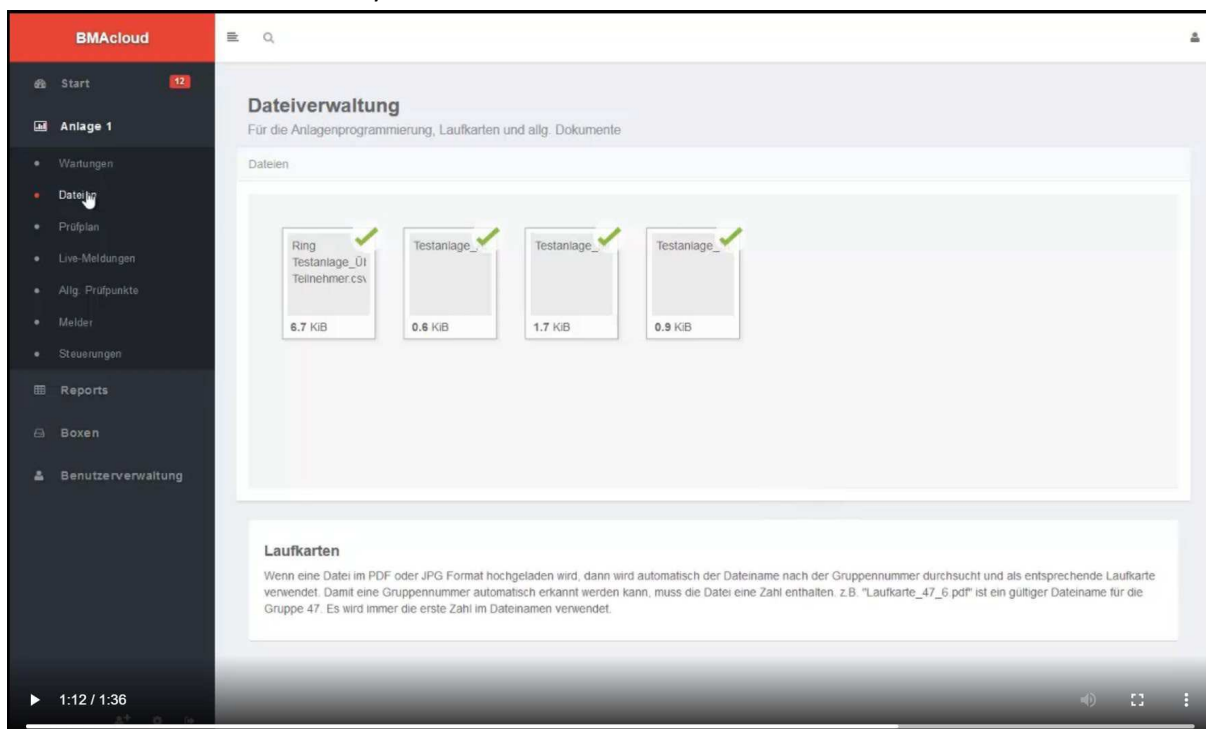 BMAcloud
Start 12
Anlage 1
Wartungen
Dateien
Prüfplan
Live-Meldungen
Allg. Prüfpunkte
Melder
Steuerungen
Reports
Boxen
Benutzerverwaltung
Dateiverwaltung
Für die Anlagenprogrammierung, Laufkarten und allg. Dokumente
Dateien
Ring
Testanlage_Üb
Teilnehmer.csv
6.7 KiB
Testanlage_
0.6 KiB
Testanlage_
1.7 KiB
Testanlage_
0.9 KiB
Laufkarten
Wenn eine Datei im PDF oder JPG Format hochgeladen wird, dann wird automatisch der Dateiname nach der Gruppennummer durchsucht und als entsprechende Laufkarte
verwendet. Damit eine Gruppennummer automatisch erkannt werden kann, muss die Datei eine Zahl enthalten. z.B. "Laufkarte_47_6.pdf" ist ein gültiger Dateiname für die
Gruppe 47. Es wird immer die erste Zahl im Dateinamen verwendet.
1:12 / 1:36